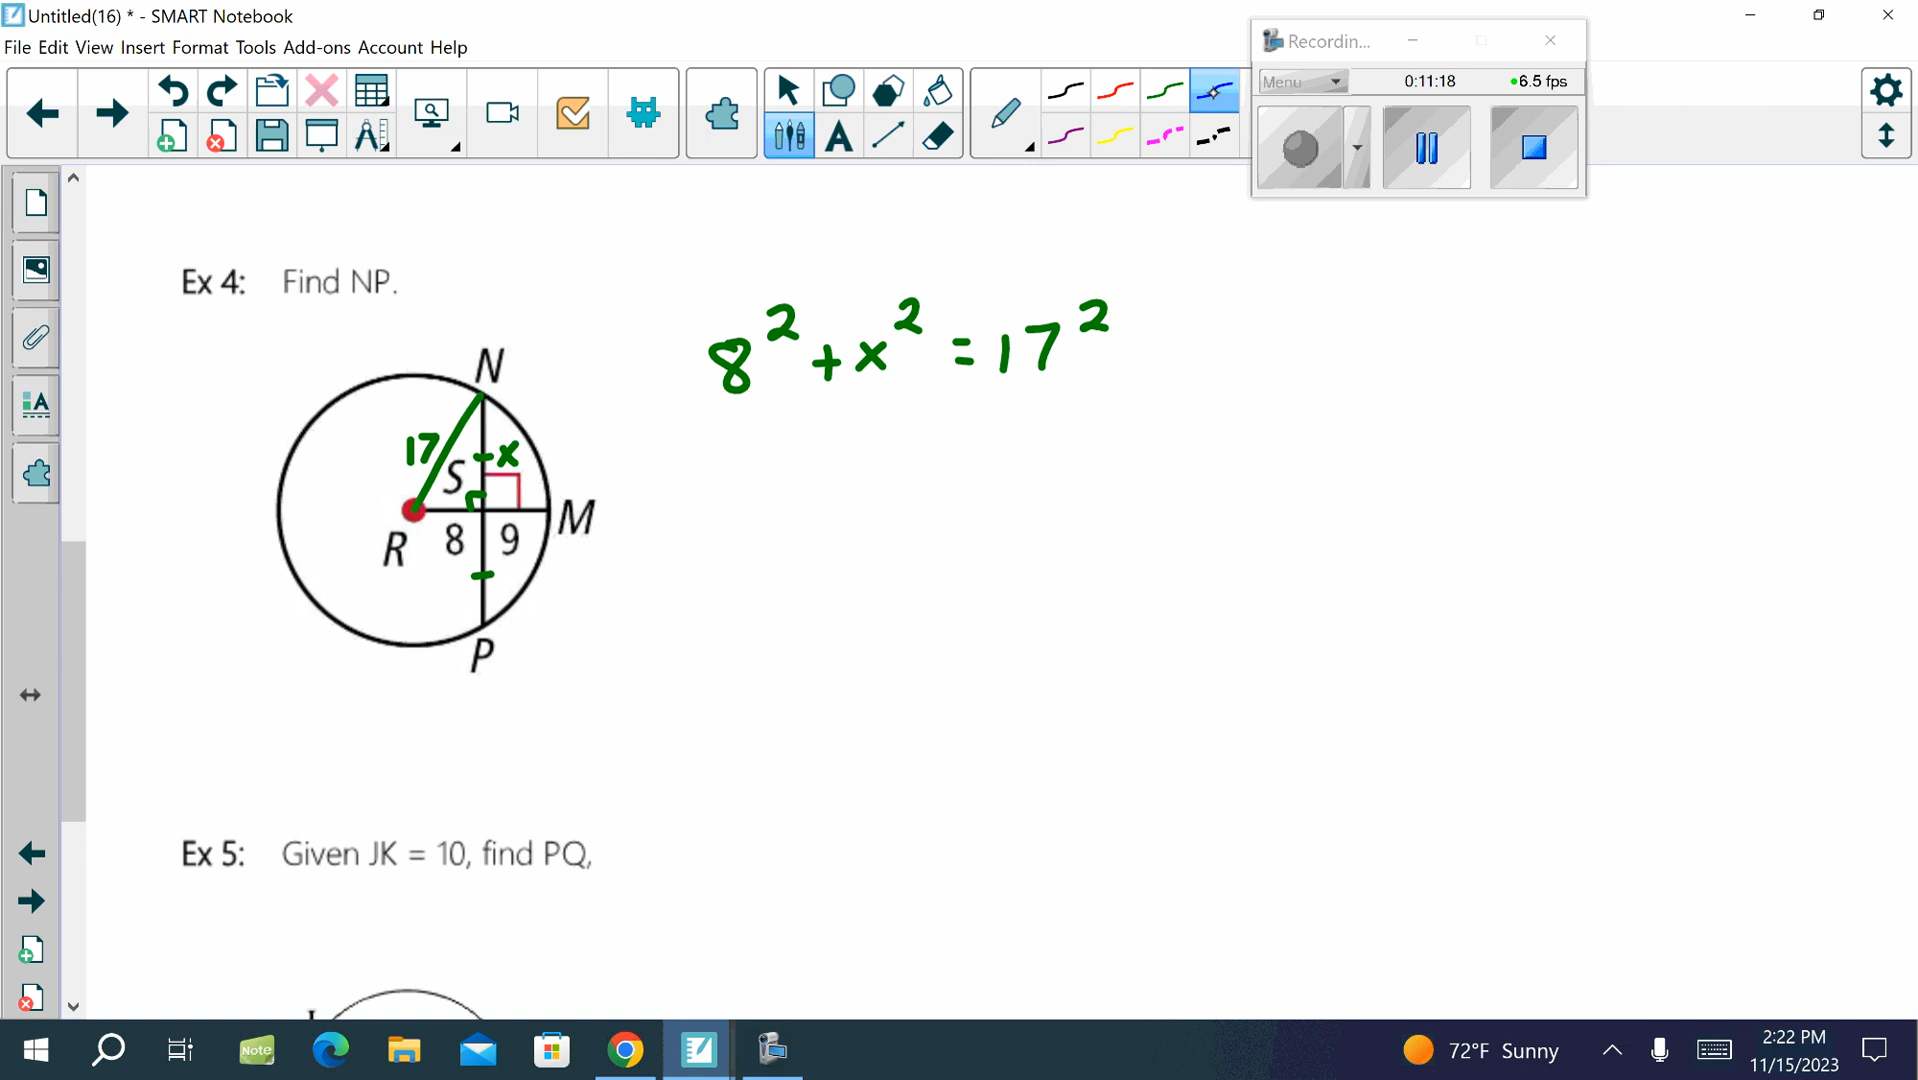 Untitled(16) * - SMART Notebook
File Edit View Insert Format Tools Add-ons Account Help
Recordin...
Menu 0:11:18 6.5 fps
A
A
Ex 4: Find NP.
8² + x² = 17²
N
17 x
S
M
R 8 9
P
Ex 5: Given JK = 10, find PQ,
Note
72°F Sunny
2:22 PM
11/15/2023